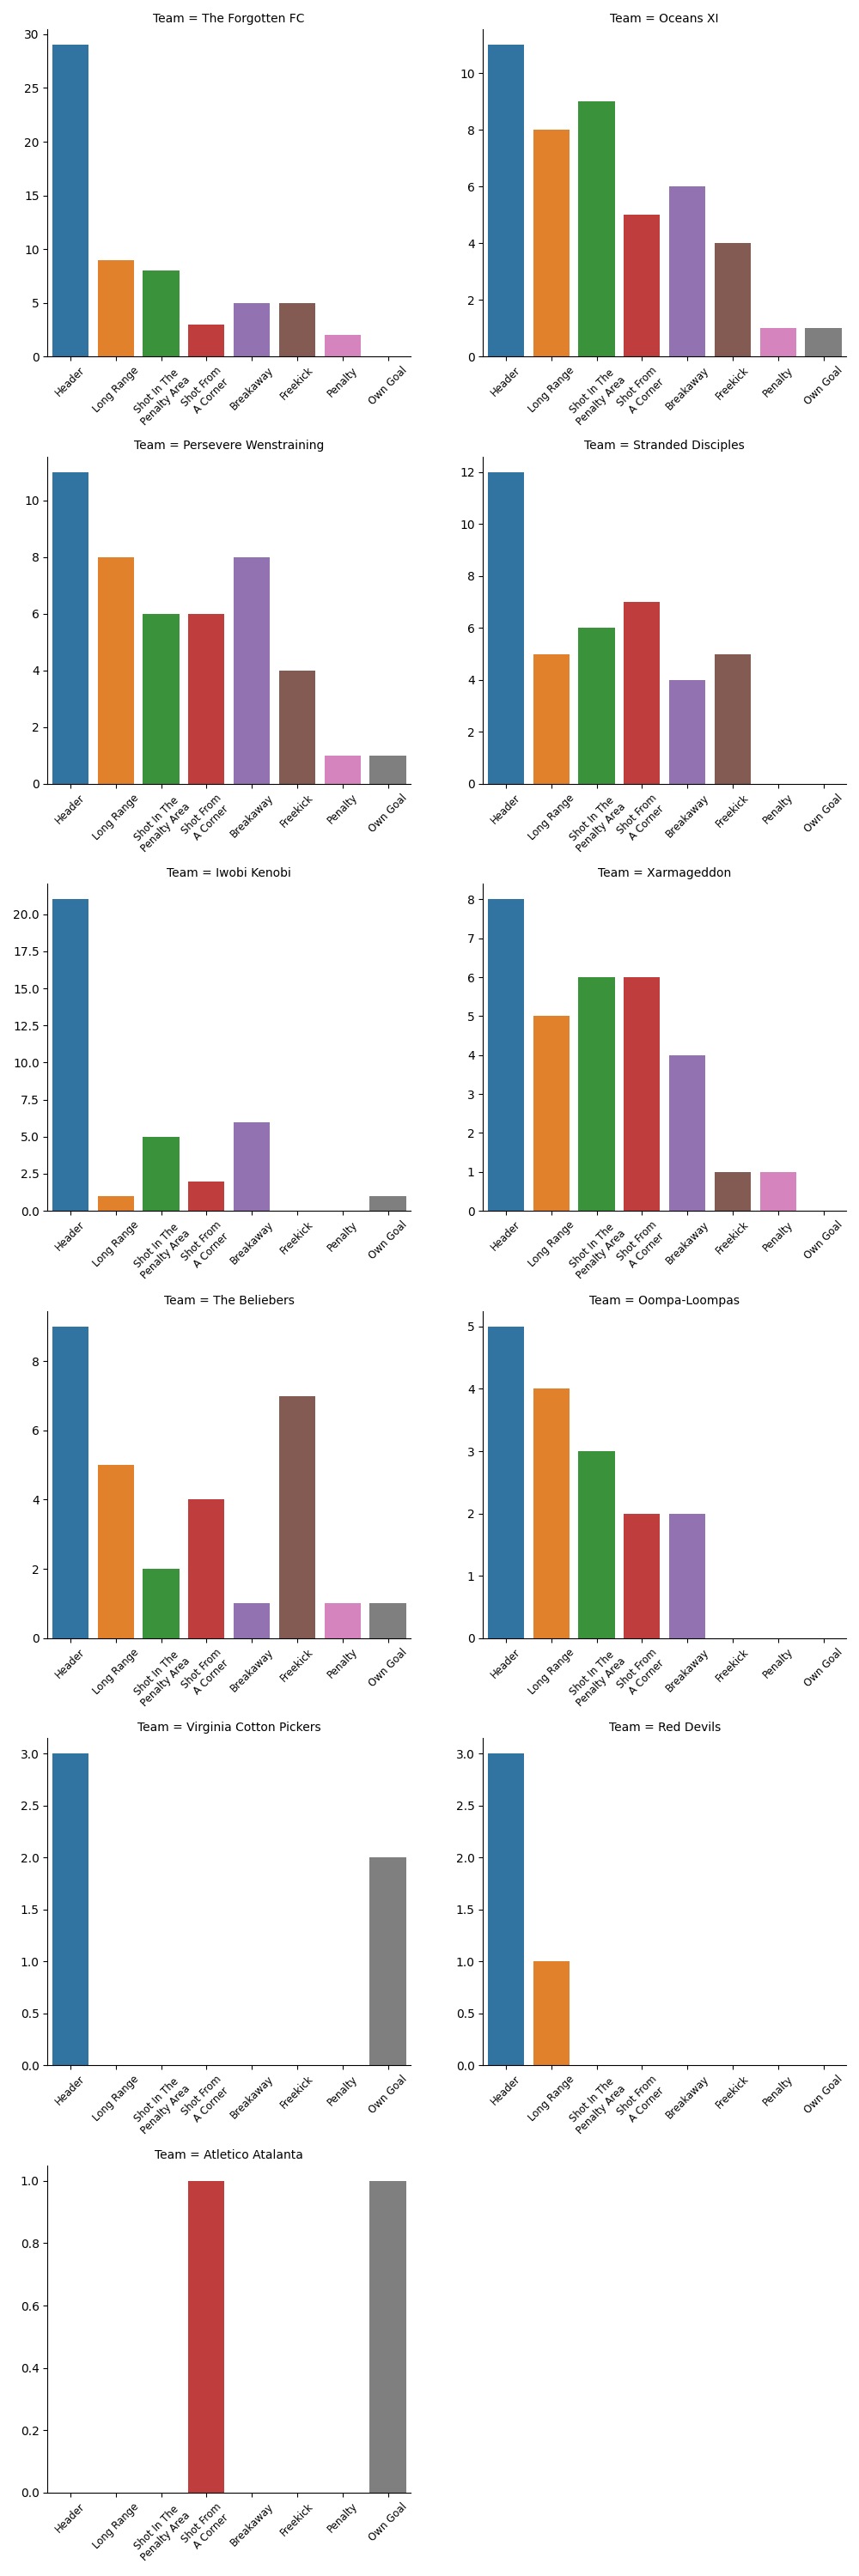 Team = The Forgotten FC
30
25
20
15
10
5
0
Header
Long Range
Shot In The
Penalty Area
Shot From
A Corner
Breakaway
Freekick
Penalty
Own Goal
Team = Oceans XI
10
8
6
4
2
0
Header
Long Range
Shot In The
Penalty Area
Shot From
A Corner
Breakaway
Freekick
Penalty
Own Goal
Team = Persevere Wenstraining
10
8
6
4
2
0
Header
Long Range
Shot In The
Penalty Area
Shot From
A Corner
Breakaway
Freekick
Penalty
Own Goal
Team = Stranded Disciples
12
10
8
6
4
2
0
Header
Long Range
Shot In The
Penalty Area
Shot From
A Corner
Breakaway
Freekick
Penalty
Own Goal
Team = Iwobi Kenobi
20.0
17.5
15.0
12.5
10.0
7.5
5.0
2.5
0.0
Header
Long Range
Shot In The
Penalty Area
Shot From
A Corner
Breakaway
Freekick
Penalty
Own Goal
Team = Xarmageddon
8
7
6
5
4
3
2
1
0
Header
Long Range
Shot In The
Penalty Area
Shot From
A Corner
Breakaway
Freekick
Penalty
Own Goal
Team = The Beliebers
8
6
4
2
0
Header
Long Range
Shot In The
Penalty Area
Shot From
A Corner
Breakaway
Freekick
Penalty
Own Goal
Team = Oompa-Loompas
5
4
3
2
1
0
Header
Long Range
Shot In The
Penalty Area
Shot From
A Corner
Breakaway
Freekick
Penalty
Own Goal
Team = Virginia Cotton Pickers
3.0
2.5
2.0
1.5
1.0
0.5
0.0
Header
Long Range
Shot In The
Penalty Area
Shot From
A Corner
Breakaway
Freekick
Penalty
Own Goal
Team = Red Devils
3.0
2.5
2.0
1.5
1.0
0.5
0.0
Header
Long Range
Shot In The
Penalty Area
Shot From
A Corner
Breakaway
Freekick
Penalty
Own Goal
Team = Atletico Atalanta
1.0
0.8
0.6
0.4
0.2
0.0
Header
Long Range
Shot In The
Penalty Area
Shot From
A Corner
Breakaway
Freekick
Penalty
Own Goal